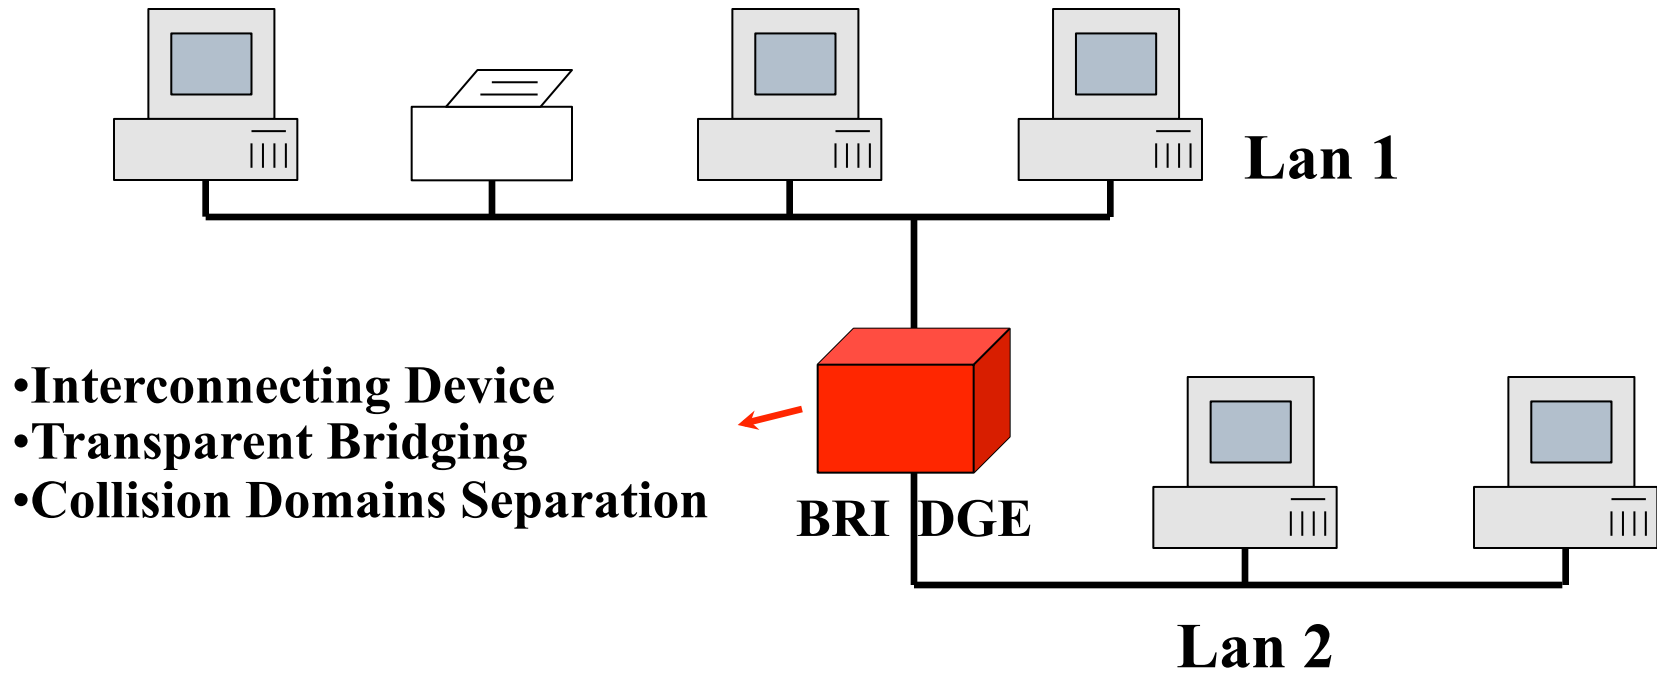 Lan 1
•Interconnecting Device
•Transparent Bridging
•Collision Domains Separation
BRI DGE
Lan 2